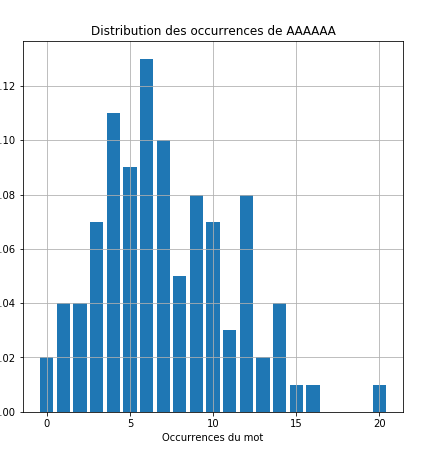 Distribution des occurrences de AAAAAA
.12
.10
.08
.06
.04
.02
.00
0 5 10 15 20
Occurrences du mot